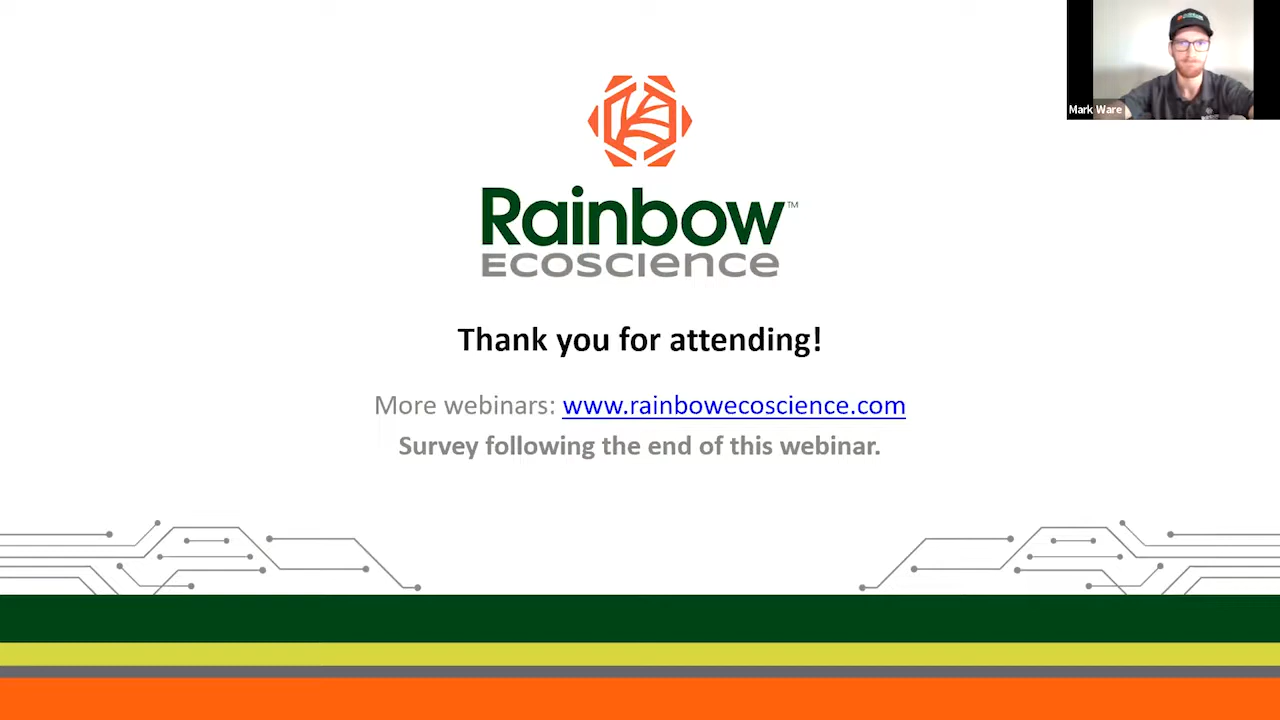 Mark Ware
Rainbow™
Ecoscience
Thank you for attending!
More webinars: www.rainbowecoscience.com
Survey following the end of this webinar.